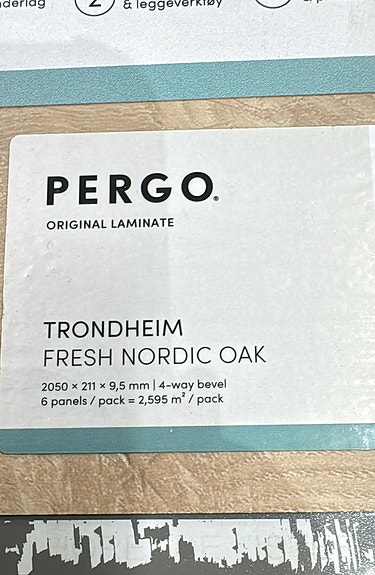 2
& leggeverktøy
PERGO®
ORIGINAL LAMINATE
TRONDHEIM
FRESH NORDIC OAK
2050 × 211 × 9,5 mm | 4-way bevel
6 panels / pack = 2,595 m² / pack